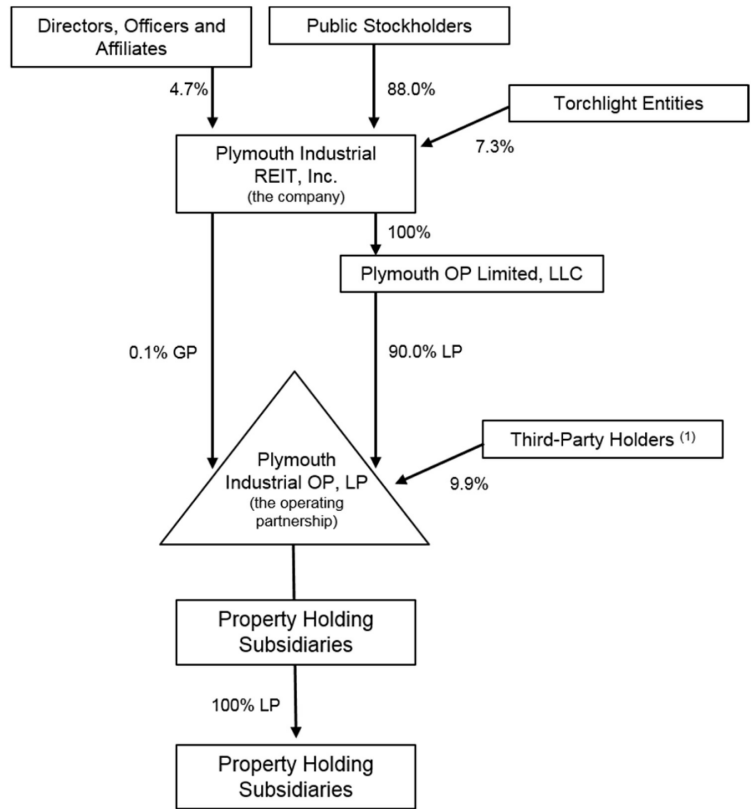 Directors, Officers and
Affiliates
Public Stockholders
4.7%
88.0%
Torchlight Entities
7.3%
Plymouth Industrial
REIT, Inc.
(the company)
100%
Plymouth OP Limited, LLC
0.1% GP
90.0% LP
Third-Party Holders (1)
9.9%
Plymouth
Industrial OP, LP
(the operating
partnership)
Property Holding
Subsidiaries
100% LP
Property Holding
Subsidiaries